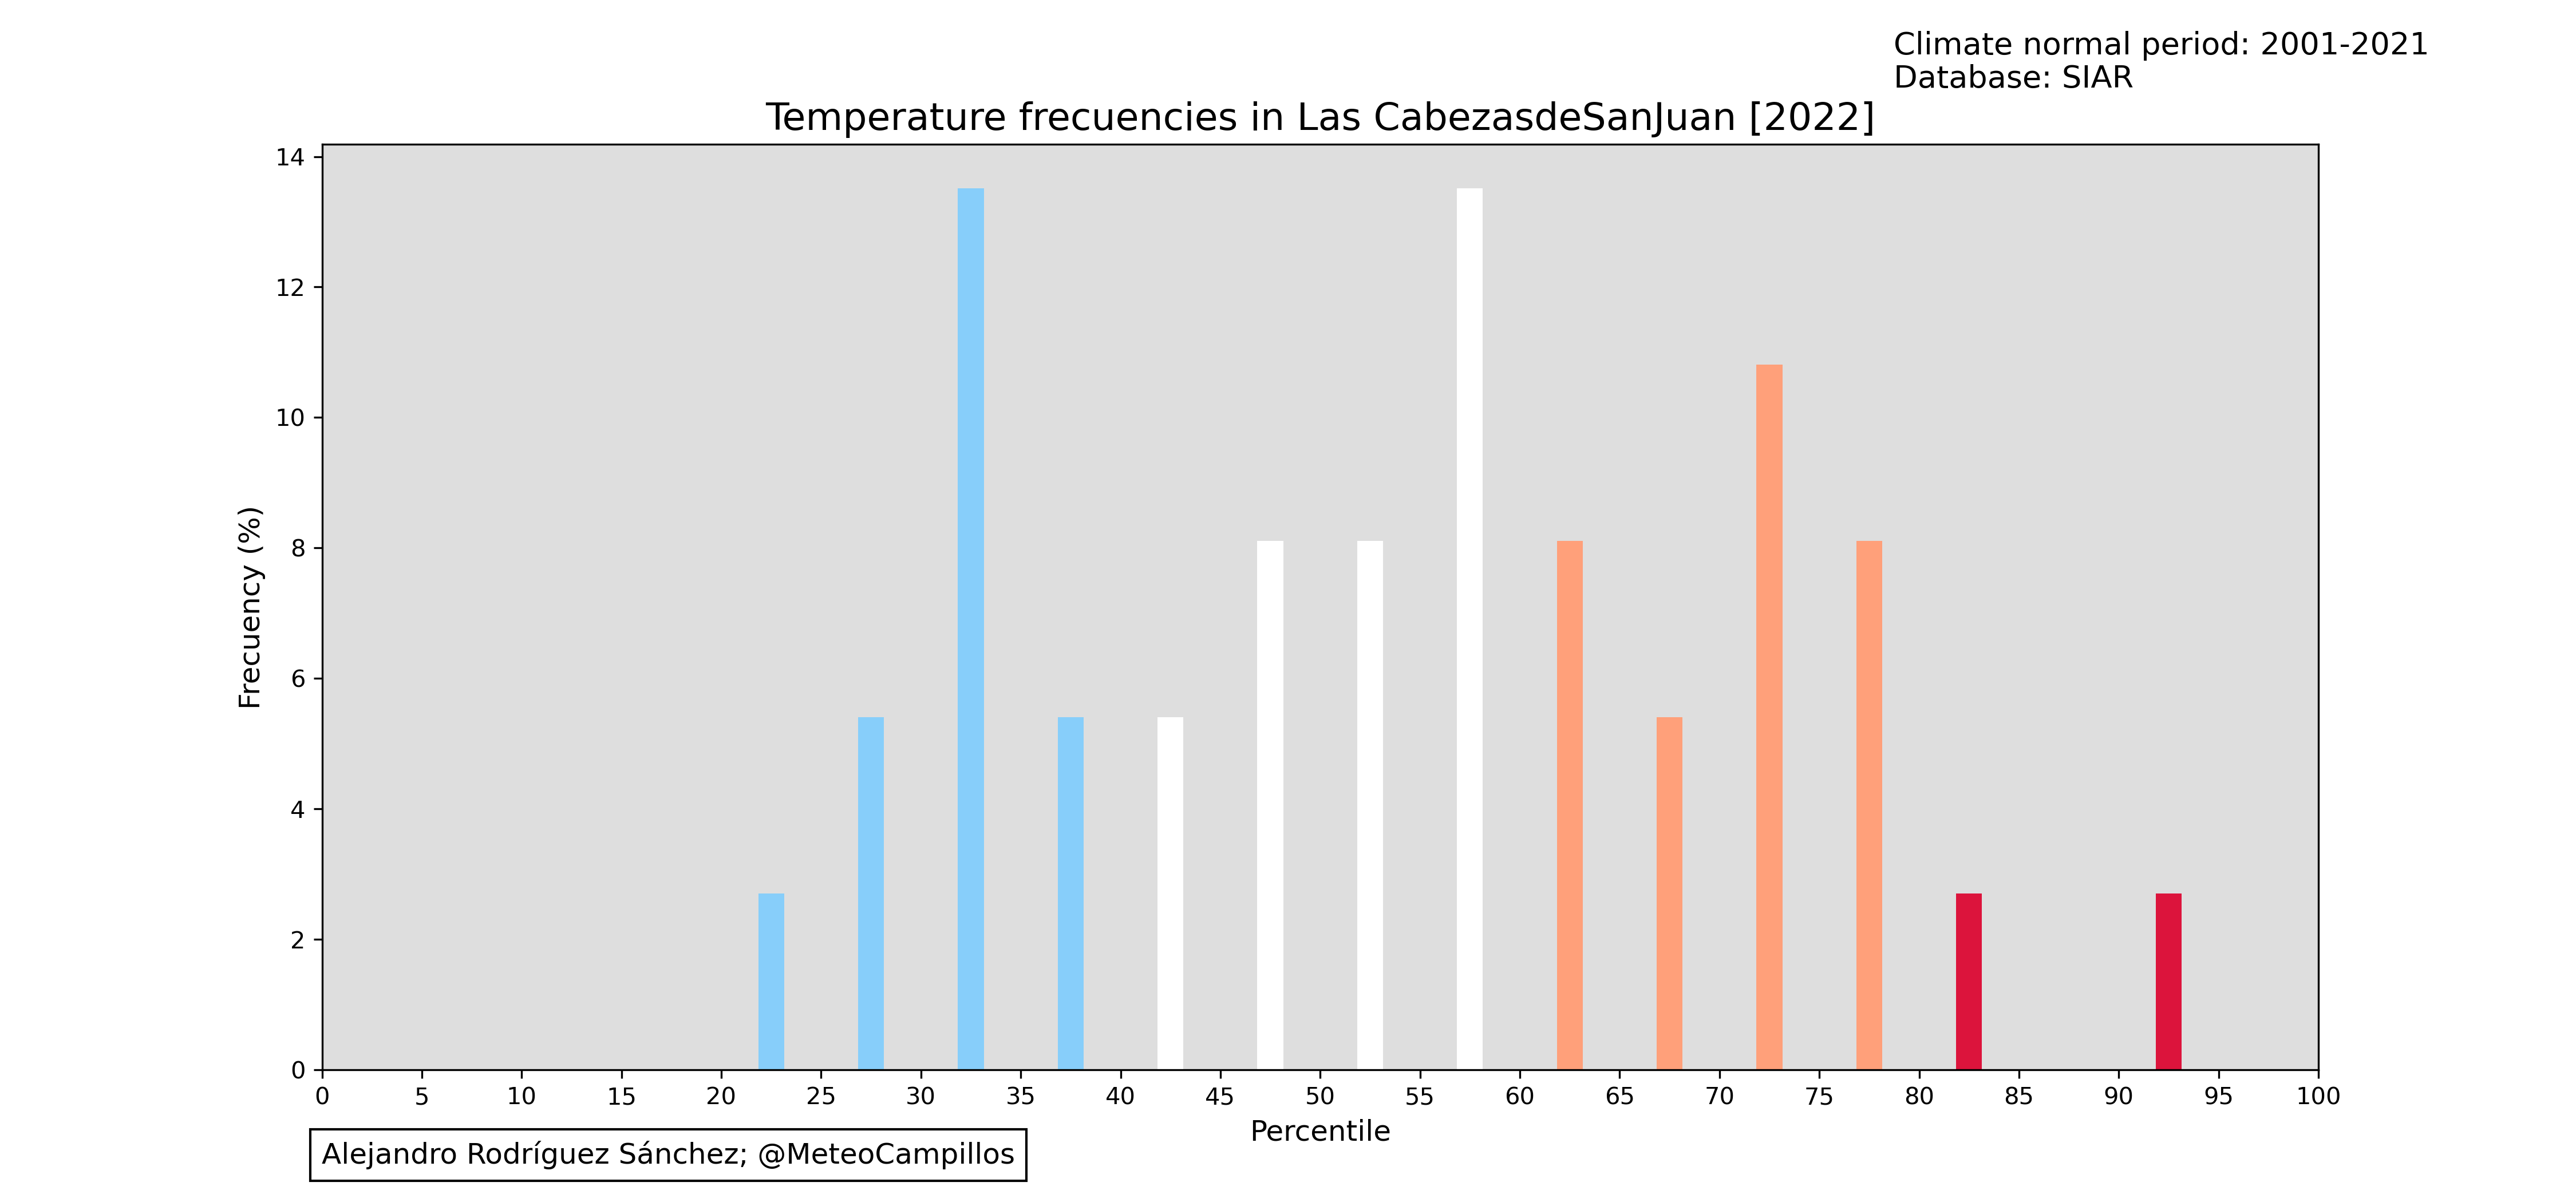 Climate normal period: 2001-2021
Database: SIAR
Temperature frecuencies in Las CabezasdeSanJuan [2022]
14
12
10
8
6
4
2
0
Frecuency (%)
0 5 10 15 20 25 30 35 40 45 50 55 60 65 70 75 80 85 90 95 100
Percentile
Alejandro Rodríguez Sánchez; @MeteoCampillos